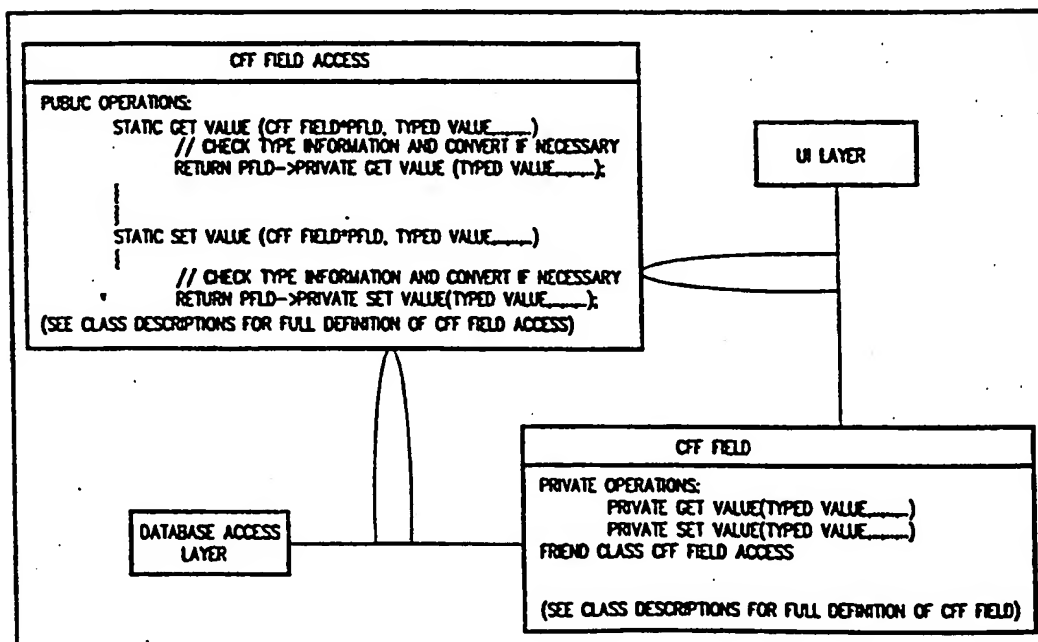 CFF FIELD ACCESS
PUBLIC OPERATIONS:
STATIC GET VALUE (CFF FIELD*PFLD, TYPED VALUE........)
// CHECK TYPE INFORMATION AND CONVERT IF NECESSARY
RETURN PFLD->PRIVATE GET VALUE (TYPED VALUE........);
STATIC SET VALUE (CFF FIELD*PFLD, TYPED VALUE........)
// CHECK TYPE INFORMATION AND CONVERT IF NECESSARY
RETURN PFLD->PRIVATE SET VALUE(TYPED VALUE........);
(SEE CLASS DESCRIPTIONS FOR FULL DEFINITION OF CFF FIELD ACCESS)
UI LAYER
CFF FIELD
PRIVATE OPERATIONS:
PRIVATE GET VALUE(TYPED VALUE........)
PRIVATE SET VALUE(TYPED VALUE........)
FRIEND CLASS CFF FIELD ACCESS
(SEE CLASS DESCRIPTIONS FOR FULL DEFINITION OF CFF FIELD)
DATABASE ACCESS
LAYER